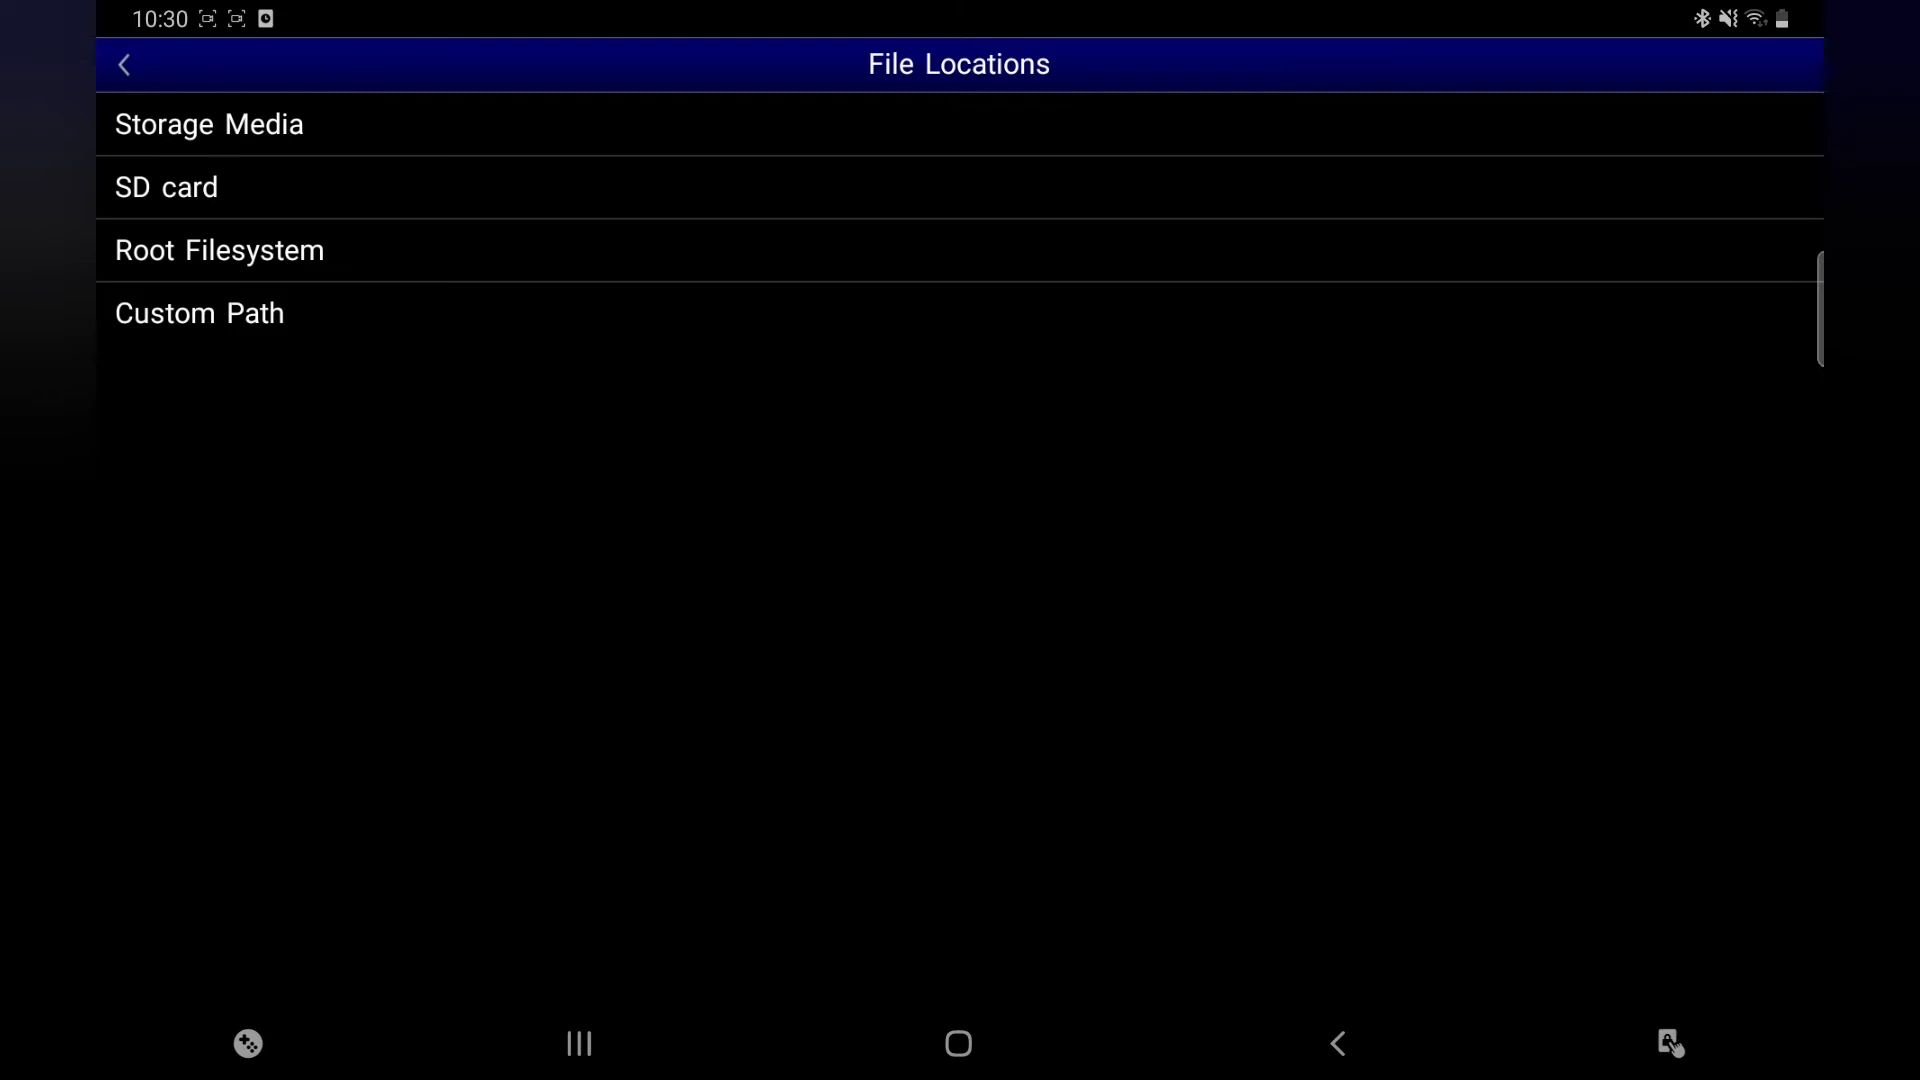 10:30
File Locations
Storage Media
SD card
Root Filesystem
Custom Path